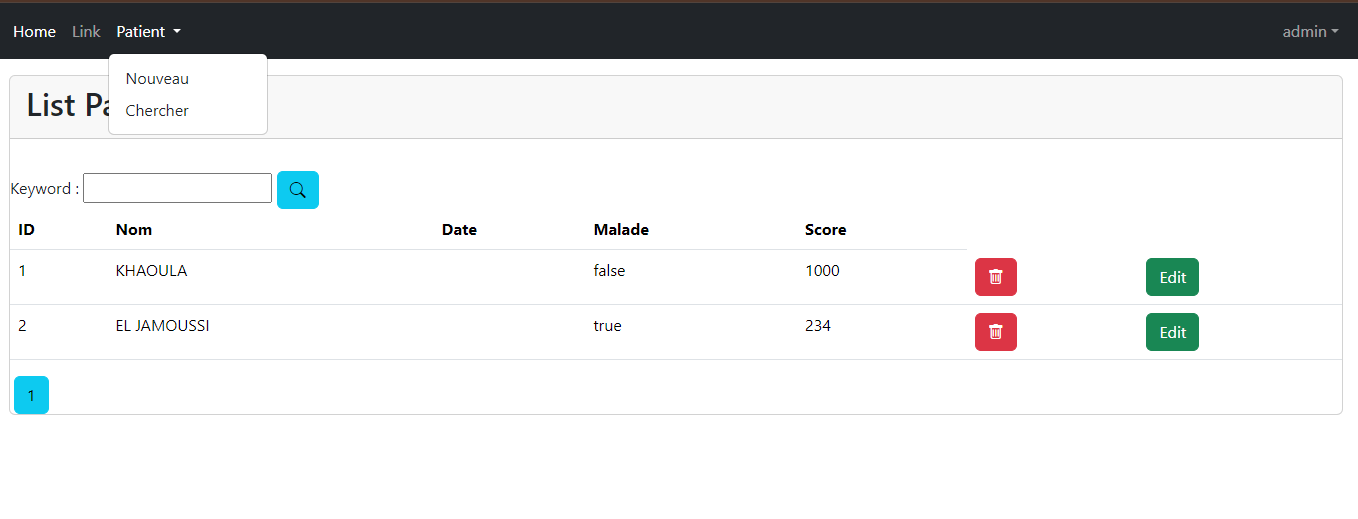 Home Link Patient admin
Nouveau
List Pa
Chercher
Keyword :
ID Nom Date Malade Score
1 KHAOULA false 1000 Edit
2 EL JAMOUSSI true 234 Edit
1